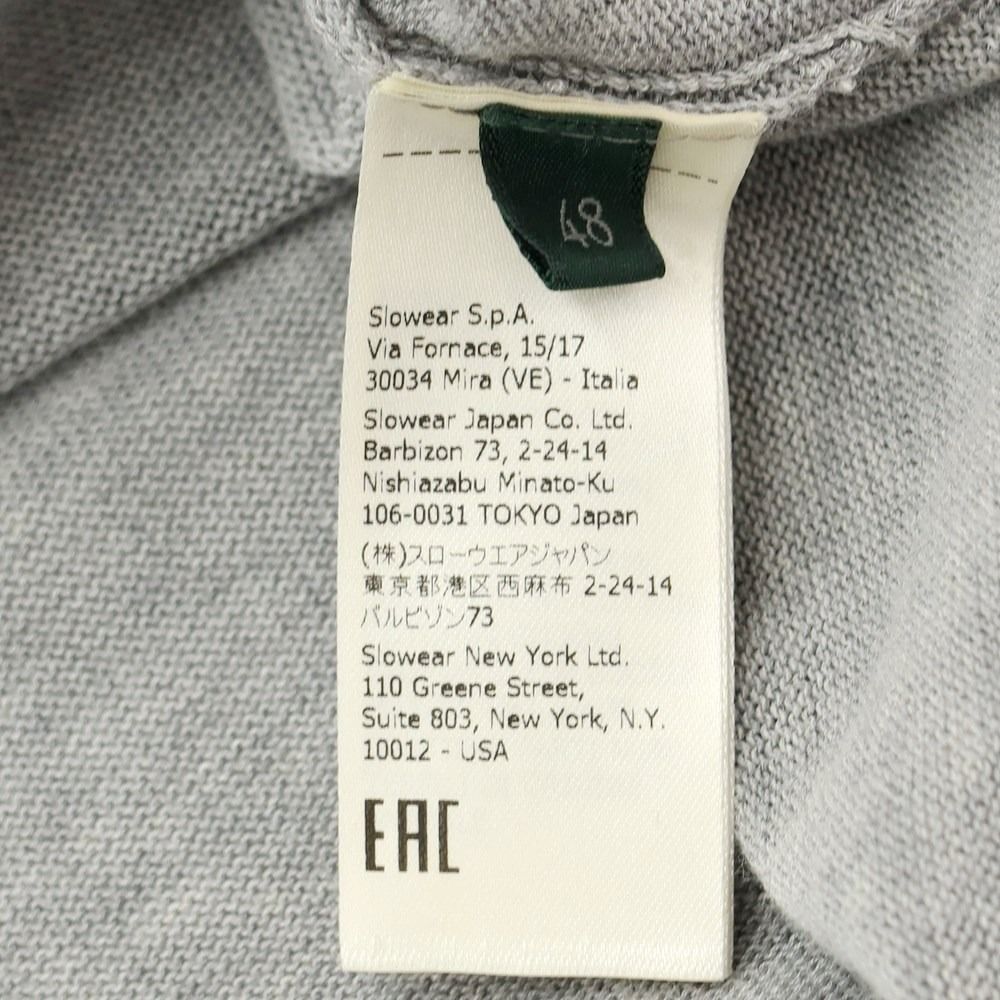 48
Slowear S.p.A.
Via Fornace, 15/17
30034 Mira (VE) - Italia
Slowear Japan Co. Ltd.
Barbizon 73, 2-24-14
Nishiazabu Minato-Ku
106-0031 TOKYO Japan
(株)スローウエアジャパン
東京都港区西麻布 2-24-14
バルビゾン73
Slowear New York Ltd.
110 Greene Street,
Suite 803, New York, N.Y.
10012 - USA
EAC